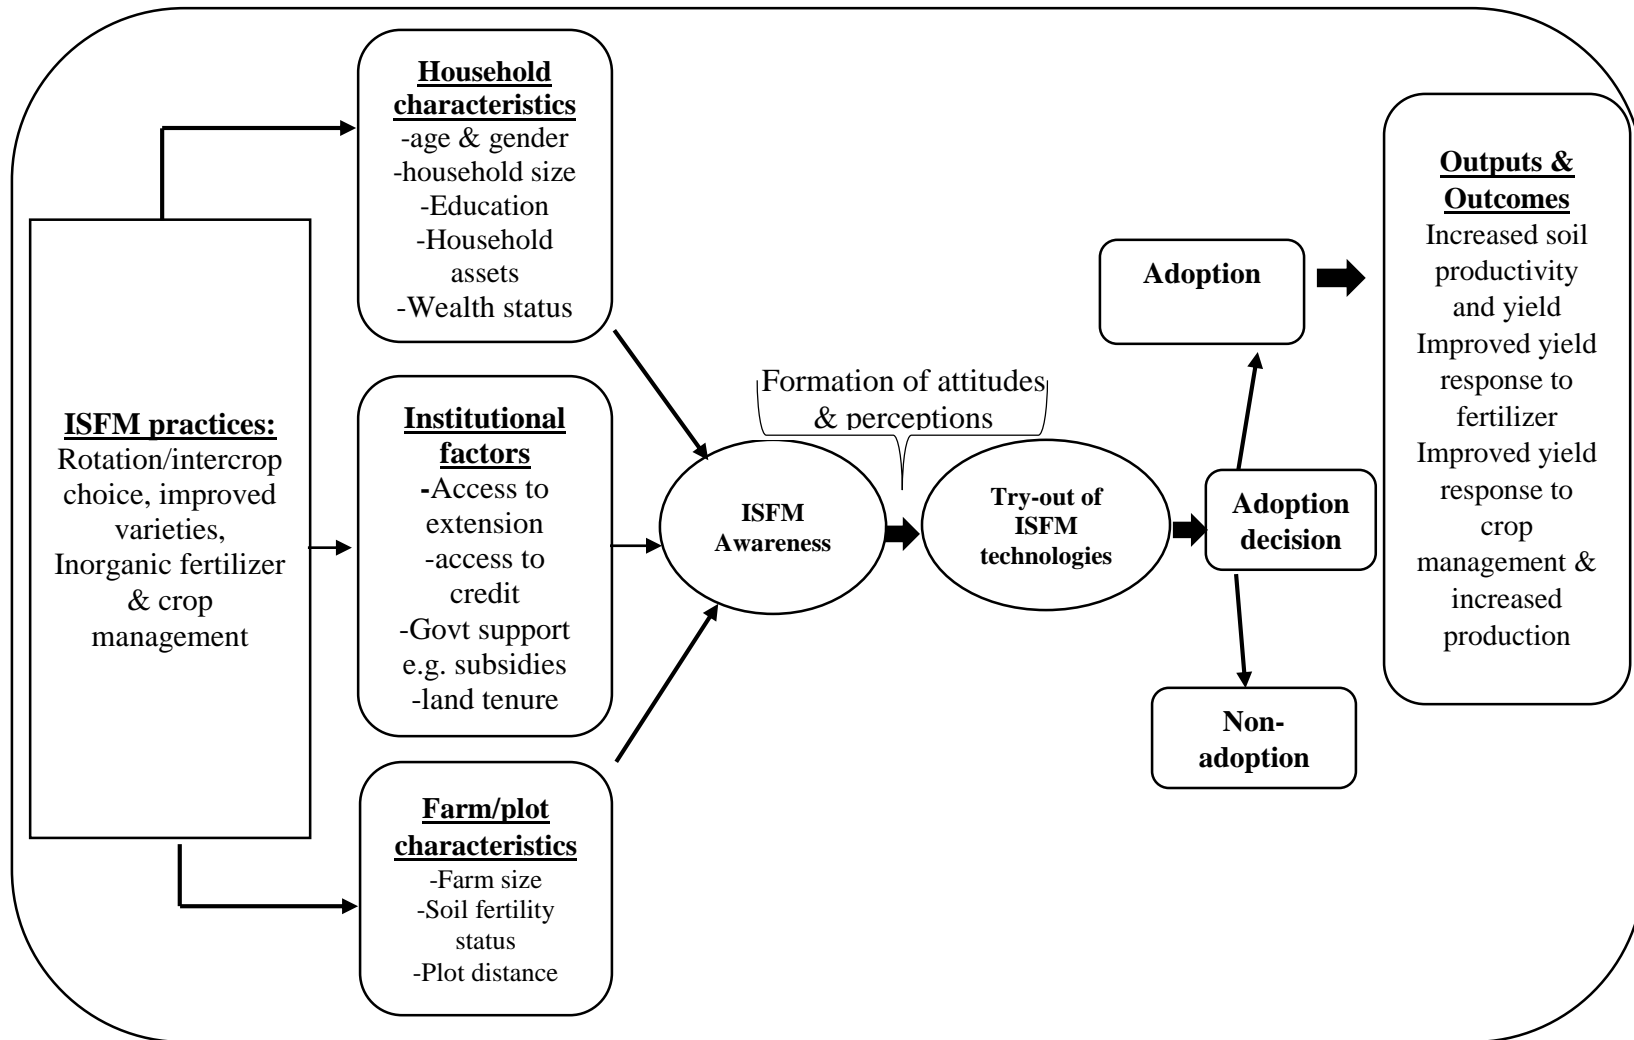 ISFM practices:
Rotation/intercrop
choice, improved
varieties,
Inorganic fertilizer
& crop
management
Household
characteristics
-age & gender
-household size
-Education
-Household
assets
-Wealth status
Institutional
factors
-Access to
extension
-access to
credit
-Govt support
e.g. subsidies
-land tenure
Farm/plot
characteristics
-Farm size
-Soil fertility
status
-Plot distance
ISFM
Awareness
Formation of attitudes
& perceptions
Try-out of
ISFM
technologies
Adoption
decision
Adoption
Non-
adoption
Outputs &
Outcomes
Increased soil
productivity
and yield
Improved yield
response to
fertilizer
Improved yield
response to
crop
management &
increased
production